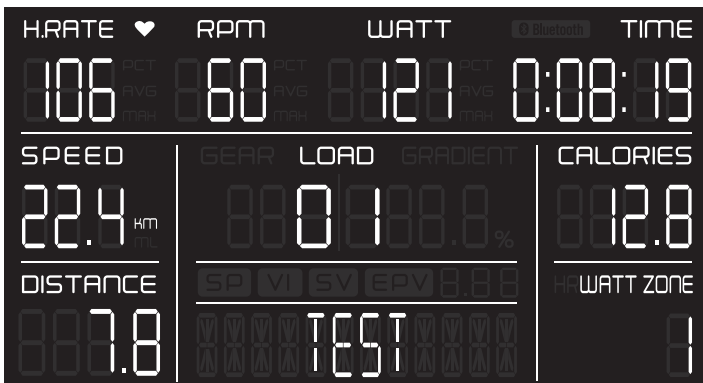 H.RATE ♥ RPM WATT Bluetooth TIME
106 PCT AVG MAX 60 PCT AVG MAX 121 PCT AVG MAX 0:08:19
SPEED GEAR LOAD GRADIENT CALORIES
22.4 KM ML 01 % 12.8
DISTANCE SP VI SV EPV HR WATT ZONE
7.8 TEST 1